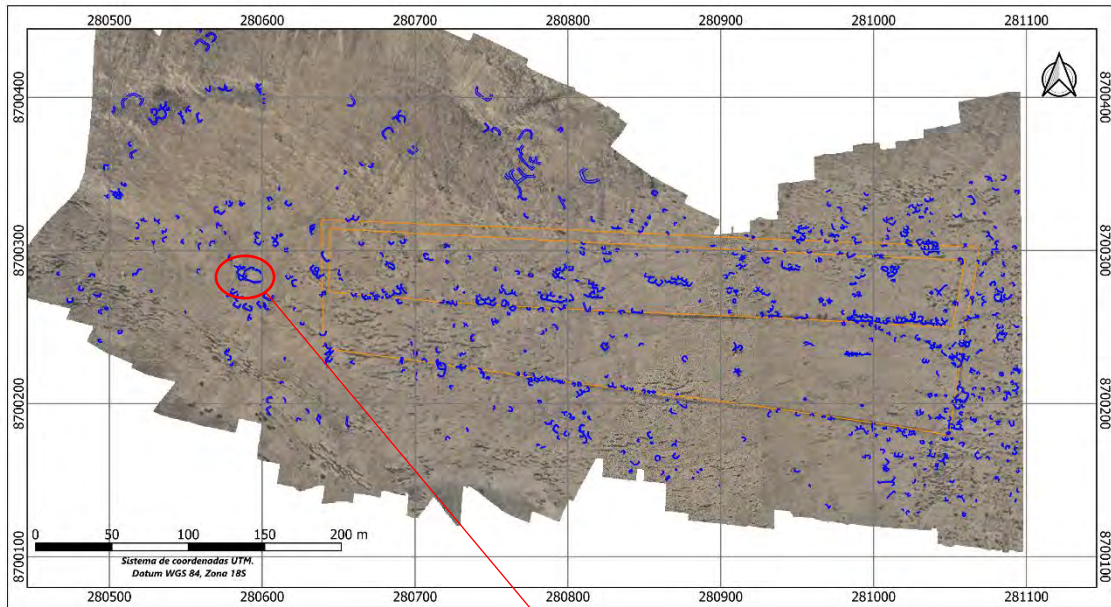 280500 280600 280700 280800 280900 281000 281100
8700400 8700400
8700300 8700300
8700200 8700200
8700100 8700100
0 50 100 150 200 m
Sistema de coordenadas UTM.
Datum WGS 84, Zona 18S
280500 280600 280700 280800 280900 281000 281100